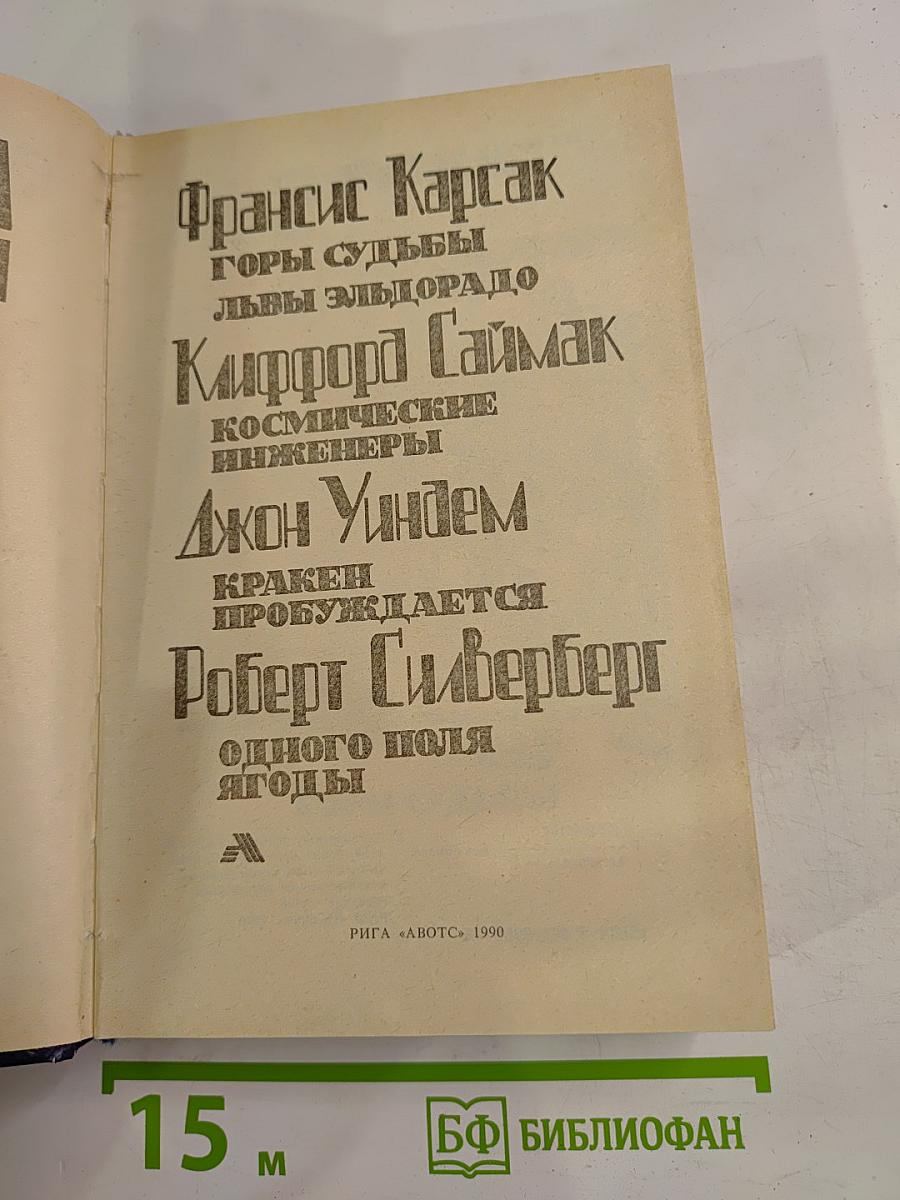 Франсис Карсак
ГОРЫ СУДЬБЫ
ЛЬВЫ ЭЛЬДОРАДО
Клиффорд Саймак
КОСМИЧЕСКИЕ
ИНЖЕНЕРЫ
Джон Уиндем
КРАКЕН
ПРОБУЖДАЕТСЯ
Роберт Силверберг
ОДНОГО ПОЛЯ
ЯГОДЫ
РИГА «АВОТС» 1990
15 м
БФ БИБЛИОФАН